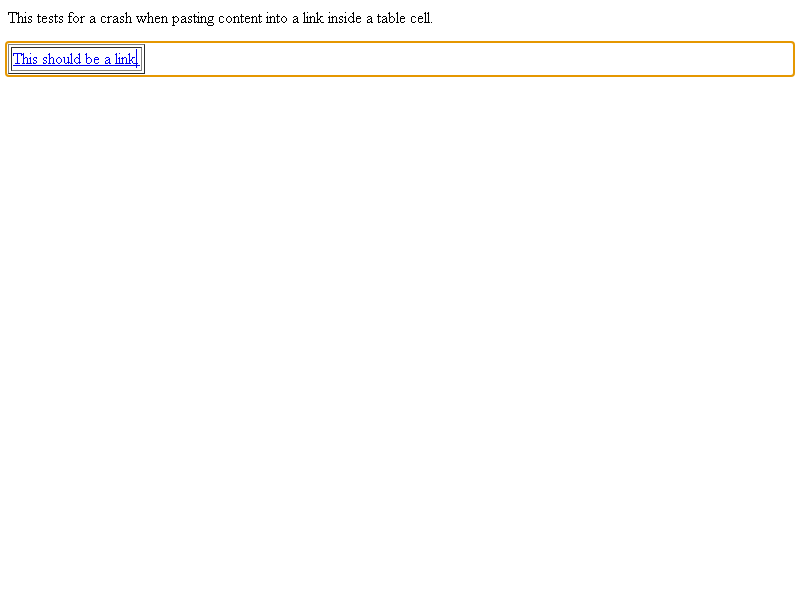 This tests for a crash when pasting content into a link inside a table cell.
This should be a link.